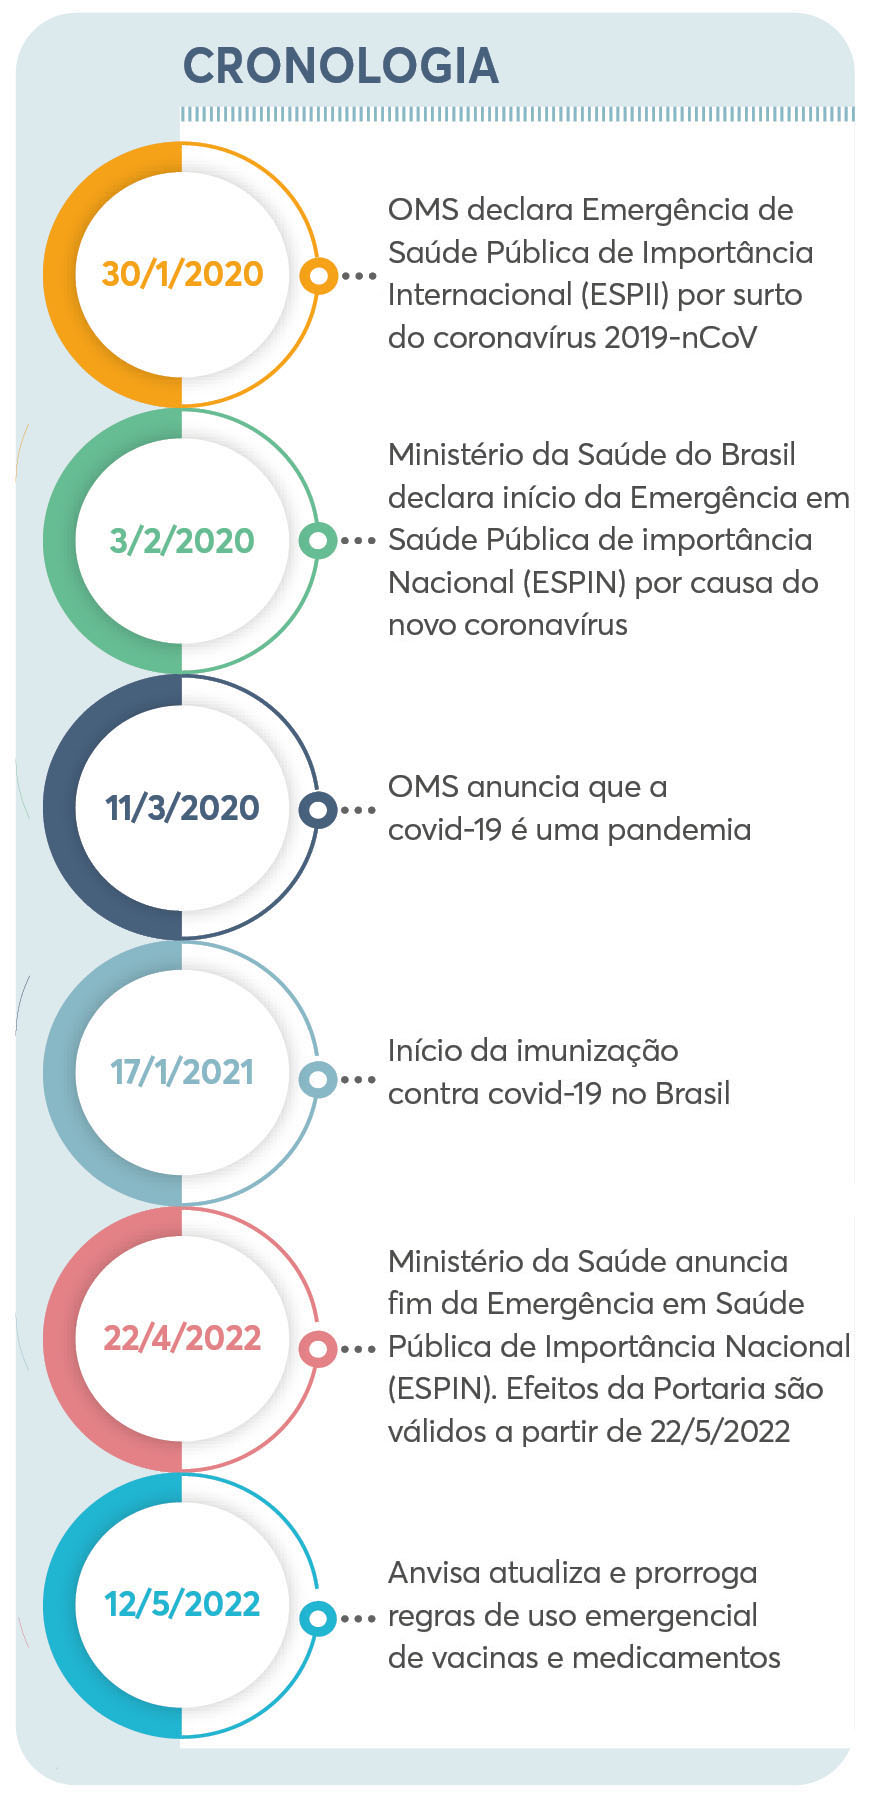 CRONOLOGIA
30/1/2020
OMS declara Emergência de
Saúde Pública de Importância
Internacional (ESPII) por surto
do coronavírus 2019-nCoV
3/2/2020
Ministério da Saúde do Brasil
declara início da Emergência em
Saúde Pública de importância
Nacional (ESPIN) por causa do
novo coronavírus
11/3/2020
OMS anuncia que a
covid-19 é uma pandemia
17/1/2021
Início da imunização
contra covid-19 no Brasil
22/4/2022
Ministério da Saúde anuncia
fim da Emergência em Saúde
Pública de Importância Nacional
(ESPIN). Efeitos da Portaria são
válidos a partir de 22/5/2022
12/5/2022
Anvisa atualiza e prorroga
regras de uso emergencial
de vacinas e medicamentos